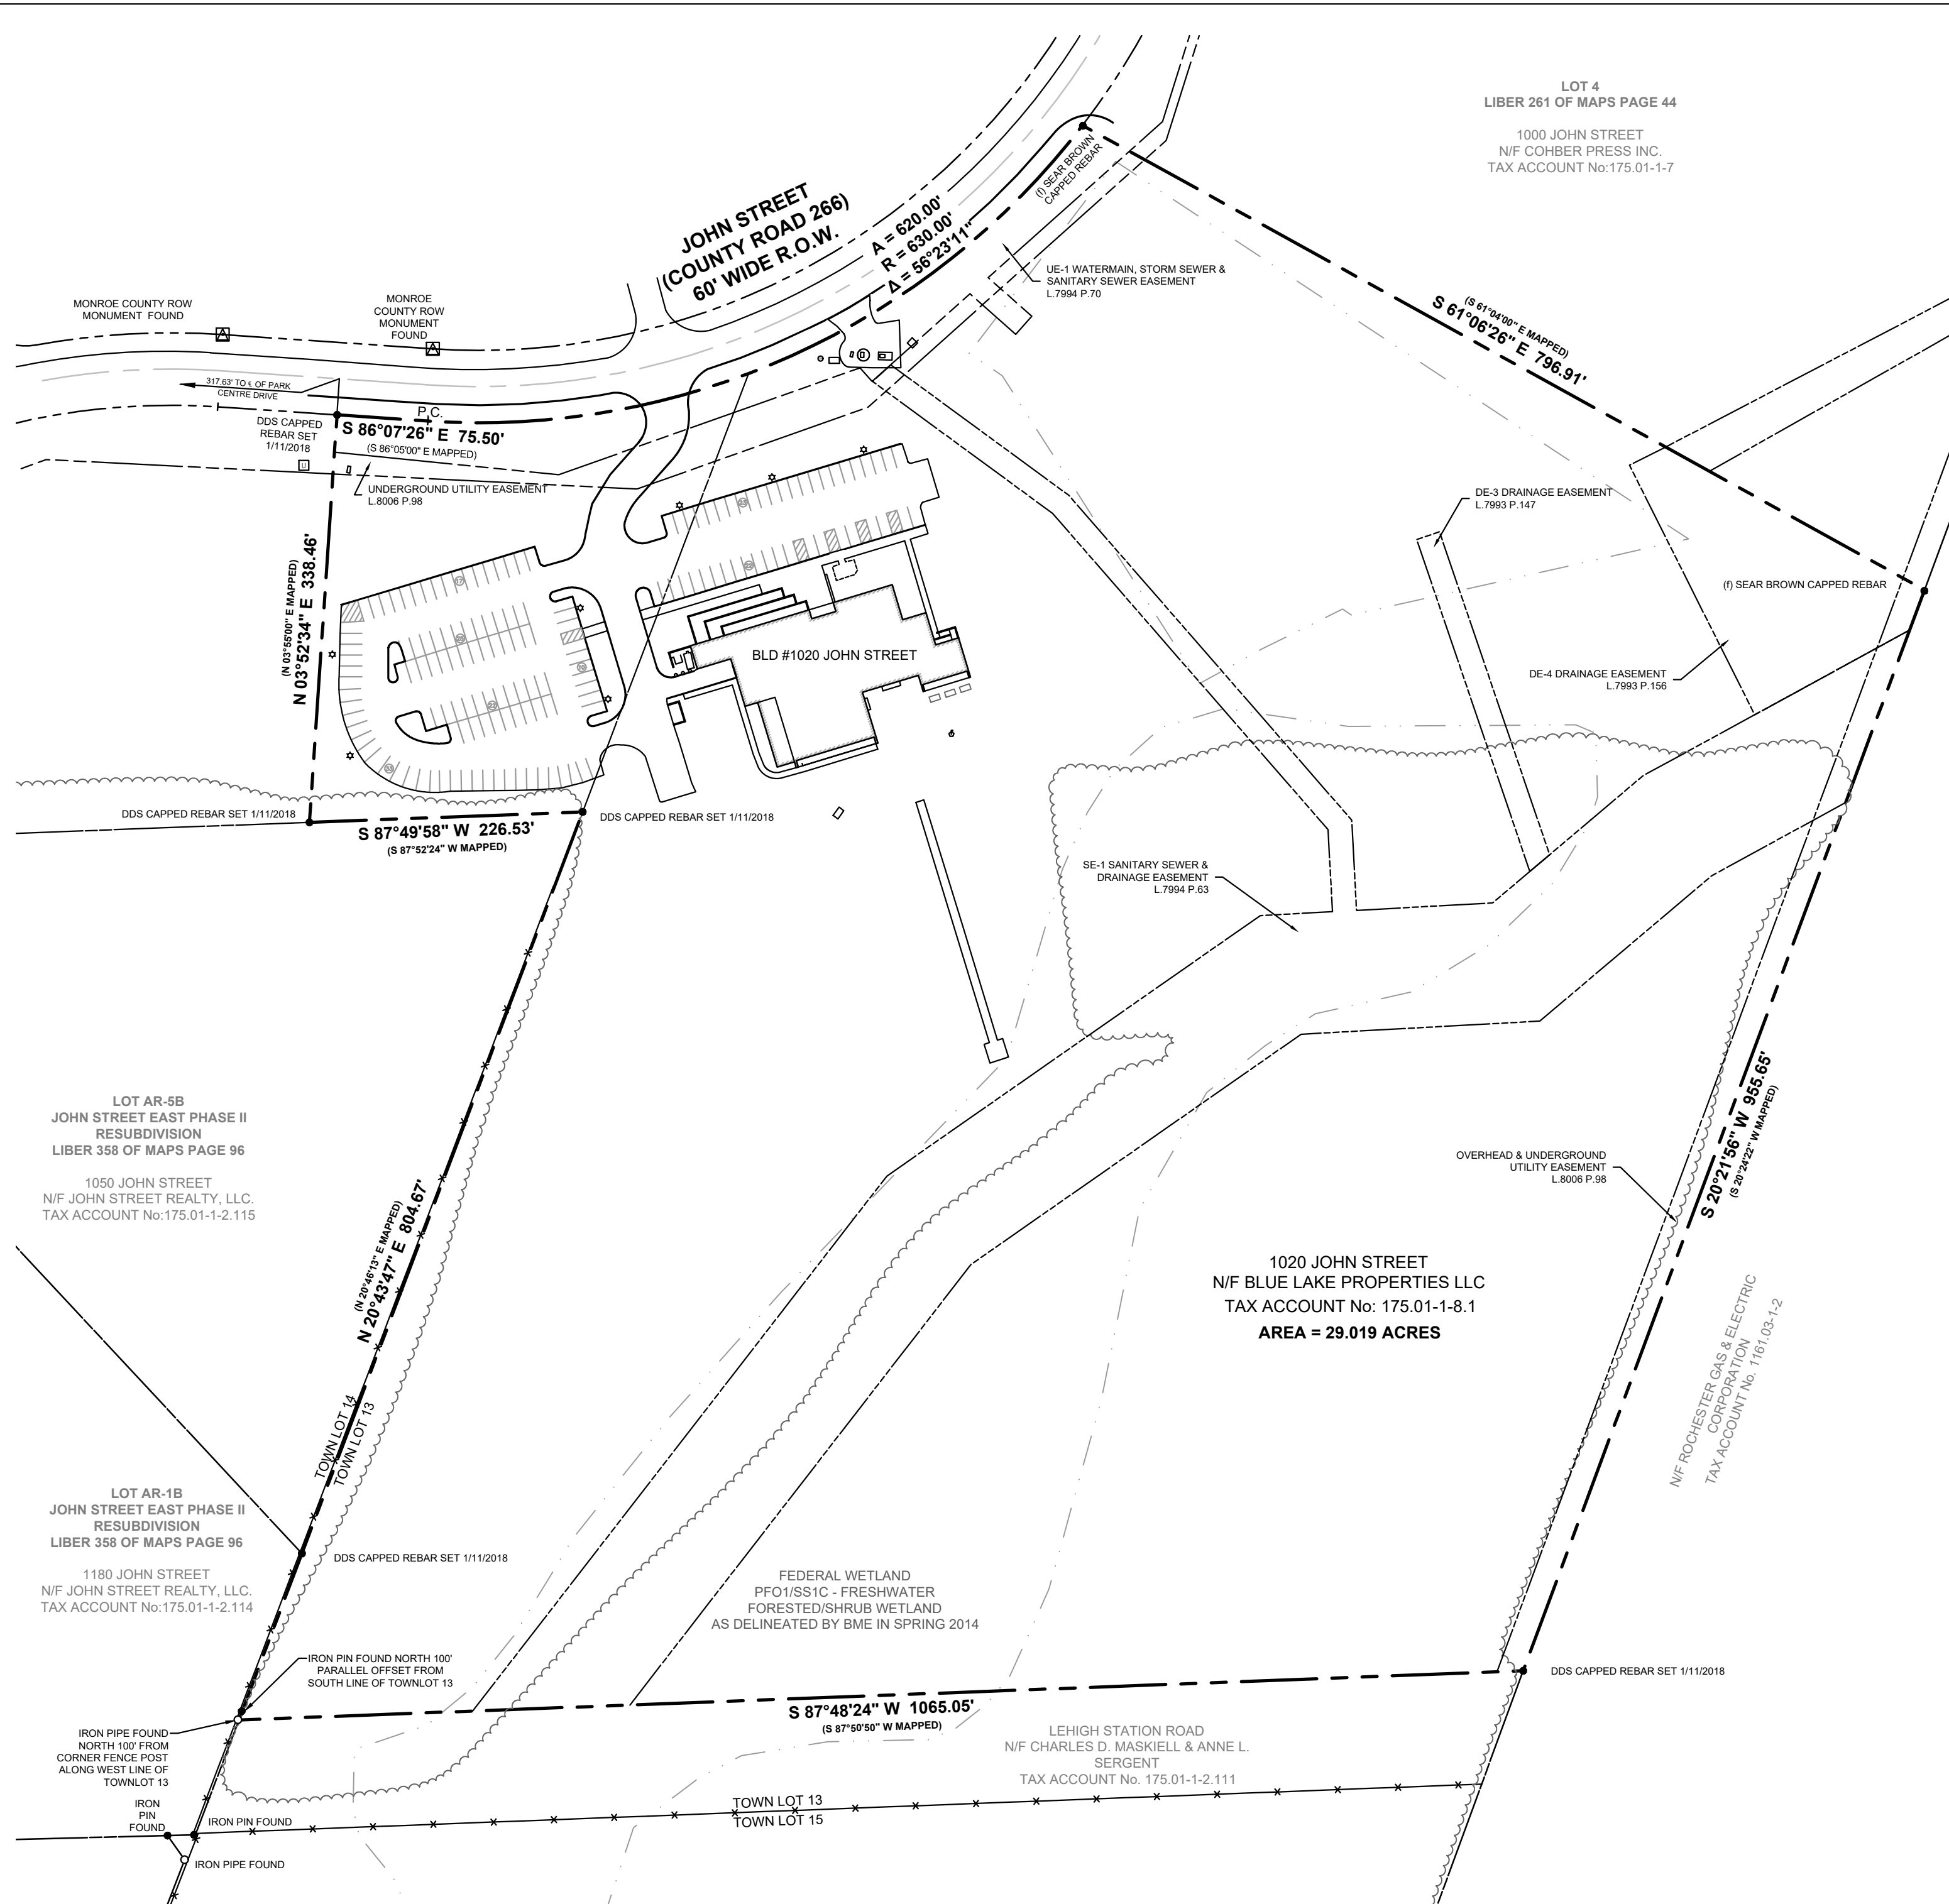 LOT 4
LIBER 261 OF MAPS PAGE 44
1000 JOHN STREET
N/F COHBER PRESS INC.
TAX ACCOUNT No:175.01-1-7
(f) SEAR BROWN
CAPPED REBAR
JOHN STREET
(COUNTY ROAD 266)
60' WIDE R.O.W.
A = 620.00'
R = 630.00'
Δ = 56°23'11"
UE-1 WATERMAIN, STORM SEWER &
SANITARY SEWER EASEMENT
L.7994 P.70
(S 61°04'00" E MAPPED)
S 61°06'26" E 796.91'
MONROE COUNTY ROW
MONUMENT FOUND
MONROE
COUNTY ROW
MONUMENT
FOUND
317.63' TO ℄ OF PARK
CENTRE DRIVE
P.C.
DDS CAPPED
REBAR SET
1/11/2018
S 86°07'26" E 75.50'
(S 86°05'00" E MAPPED)
U
UNDERGROUND UTILITY EASEMENT
L.8006 P.98
DE-3 DRAINAGE EASEMENT
L.7993 P.147
(N 03°55'00" E MAPPED)
N 03°52'34" E 338.46'
(f) SEAR BROWN CAPPED REBAR
BLD #1020 JOHN STREET
DE-4 DRAINAGE EASEMENT
L.7993 P.156
DDS CAPPED REBAR SET 1/11/2018
S 87°49'58" W 226.53'
(S 87°52'24" W MAPPED)
DDS CAPPED REBAR SET 1/11/2018
SE-1 SANITARY SEWER &
DRAINAGE EASEMENT
L.7994 P.63
LOT AR-5B
JOHN STREET EAST PHASE II
RESUBDIVISION
LIBER 358 OF MAPS PAGE 96
1050 JOHN STREET
N/F JOHN STREET REALTY, LLC.
TAX ACCOUNT No:175.01-1-2.115
S 20°21'56" W 955.65'
(S 20°24'22" W MAPPED)
OVERHEAD & UNDERGROUND
UTILITY EASEMENT
L.8006 P.98
(N 20°46'13" E MAPPED)
N 20°43'47" E 804.67'
1020 JOHN STREET
N/F BLUE LAKE PROPERTIES LLC
TAX ACCOUNT No: 175.01-1-8.1
AREA = 29.019 ACRES
N/F ROCHESTER GAS & ELECTRIC
CORPORATION
TAX ACCOUNT No. 1161.03-1-2
TOWN LOT 14
TOWN LOT 13
LOT AR-1B
JOHN STREET EAST PHASE II
RESUBDIVISION
LIBER 358 OF MAPS PAGE 96
1180 JOHN STREET
N/F JOHN STREET REALTY, LLC.
TAX ACCOUNT No:175.01-1-2.114
DDS CAPPED REBAR SET 1/11/2018
FEDERAL WETLAND
PFO1/SS1C - FRESHWATER
FORESTED/SHRUB WETLAND
AS DELINEATED BY BME IN SPRING 2014
IRON PIN FOUND NORTH 100'
PARALLEL OFFSET FROM
SOUTH LINE OF TOWNLOT 13
DDS CAPPED REBAR SET 1/11/2018
S 87°48'24" W 1065.05'
(S 87°50'50" W MAPPED)
IRON PIPE FOUND
NORTH 100' FROM
CORNER FENCE POST
ALONG WEST LINE OF
TOWNLOT 13
LEHIGH STATION ROAD
N/F CHARLES D. MASKIELL & ANNE L.
SERGENT
TAX ACCOUNT No. 175.01-1-2.111
IRON
PIN
FOUND
IRON PIN FOUND
TOWN LOT 13
TOWN LOT 15
IRON PIPE FOUND